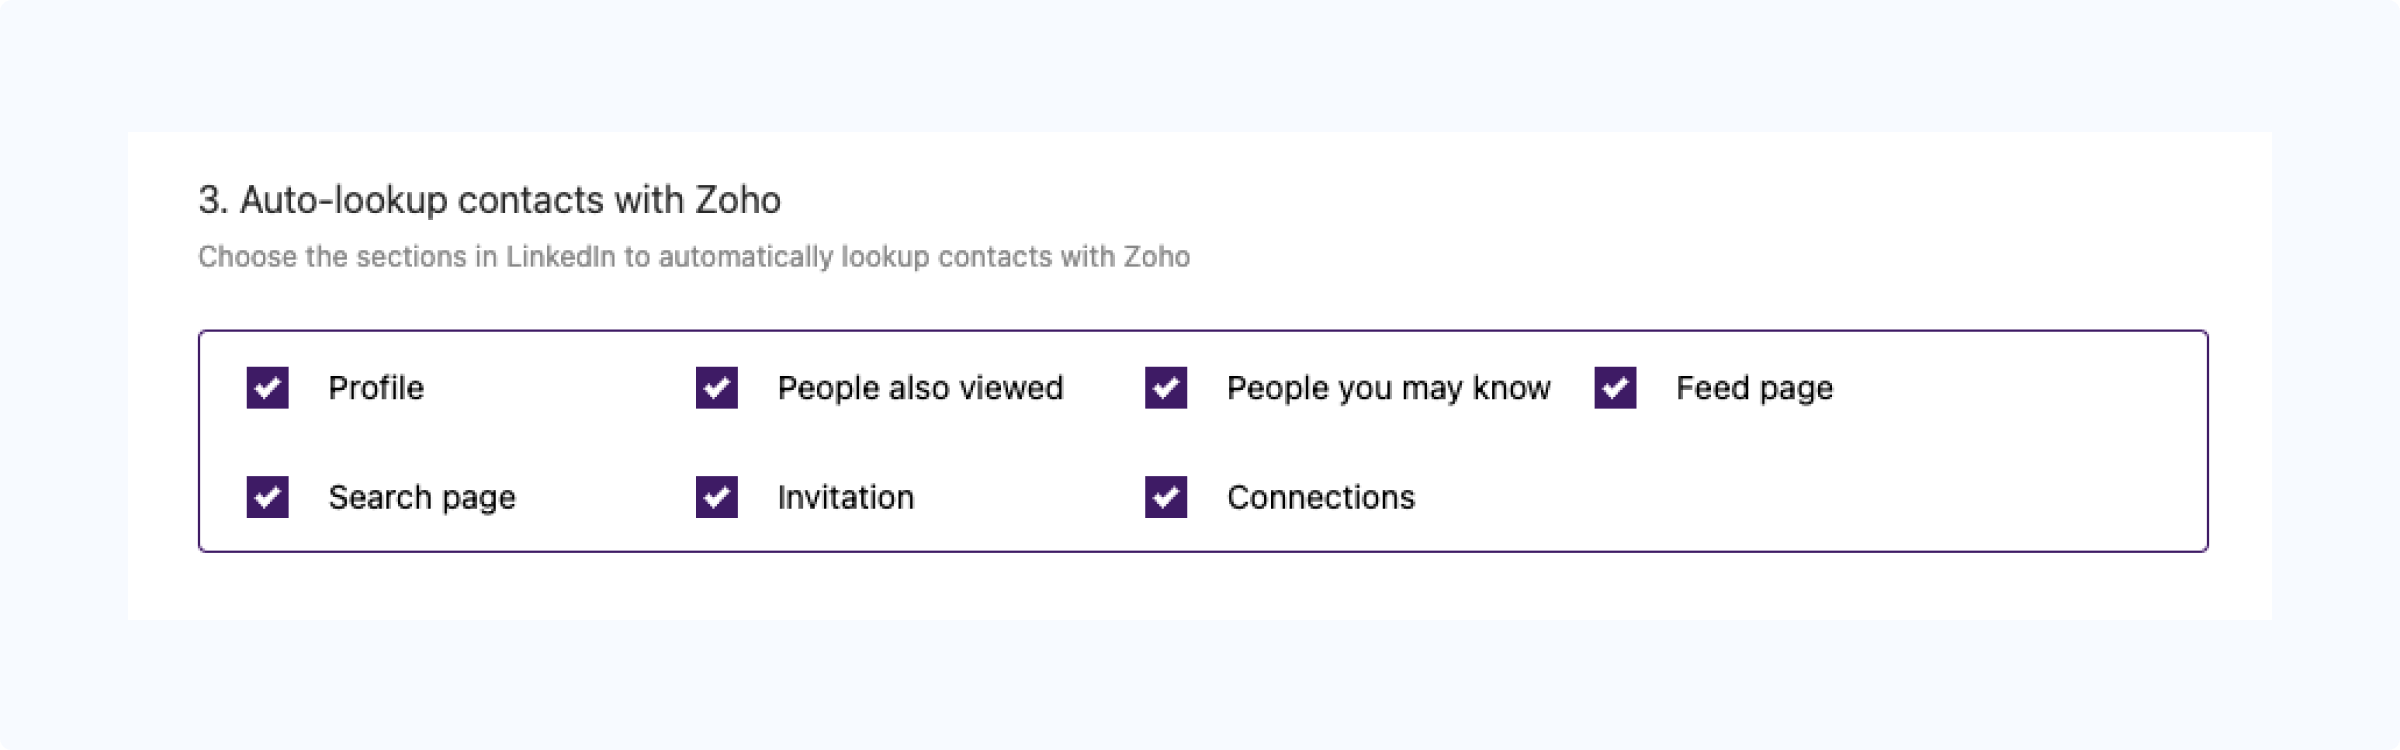 3. Auto-lookup contacts with Zoho
Choose the sections in LinkedIn to automatically lookup contacts with Zoho
Profile People also viewed People you may know Feed page
Search page Invitation Connections